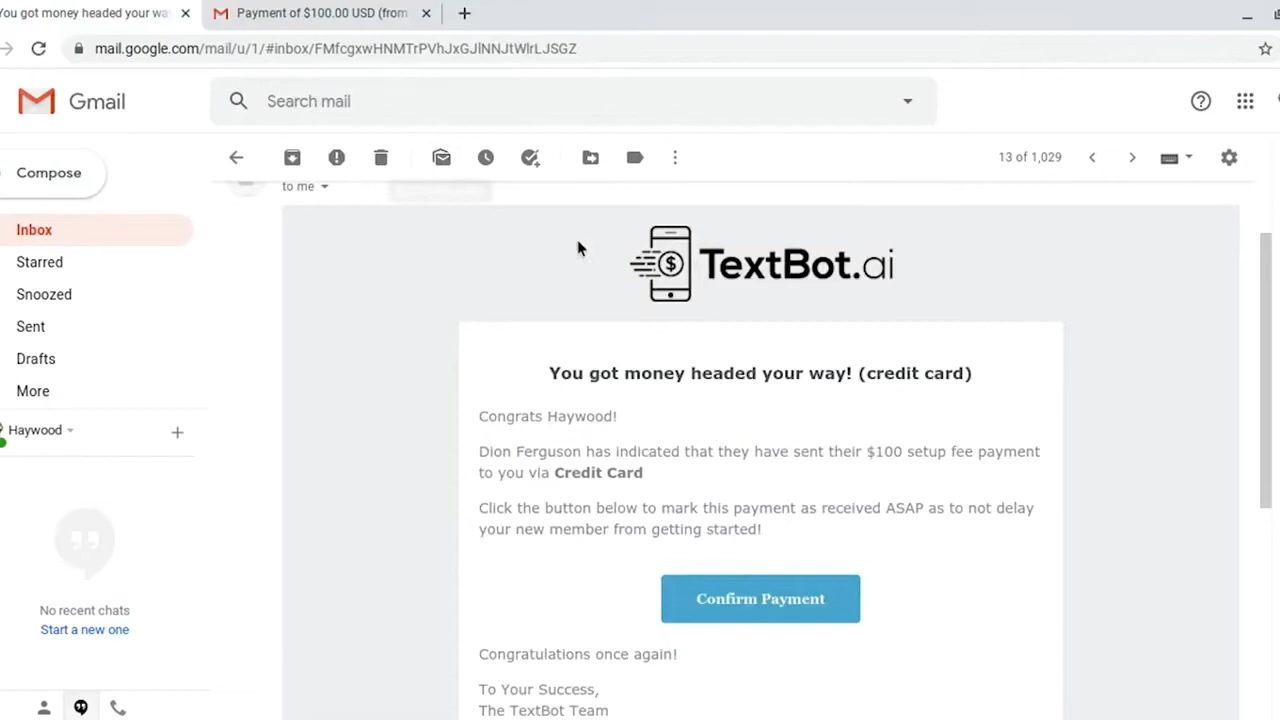 You got money headed your wa
Payment of $100.00 USD (from
mail.google.com/mail/u/1/#inbox/FMfcgxwHNMTrPVhJxGJlNNJtWlrLJSGZ
Gmail
Search mail
Compose
13 of 1,029
to me
Inbox
Starred
Snoozed
Sent
Drafts
More
Haywood
No recent chats
Start a new one
$ TextBot.ai
You got money headed your way! (credit card)
Congrats Haywood!
Dion Ferguson has indicated that they have sent their $100 setup fee payment
to you via Credit Card
Click the button below to mark this payment as received ASAP as to not delay
your new member from getting started!
Confirm Payment
Congratulations once again!
To Your Success,
The TextBot Team